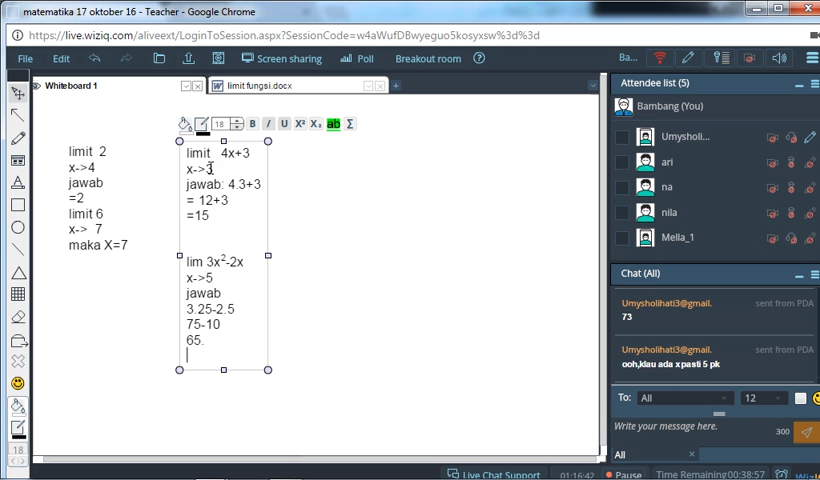 matematika 17 oktober 16 - Teacher - Google Chrome
https://live.wiziq.com/aliveext/LoginToSession.aspx?SessionCode=w4aWufDBwyeguo5kosyxsw%3d%3d
File Edit Screen sharing Poll Breakout room Ba...
Whiteboard 1 limit fungsi.docx
18 B I U X² X₂ ab Σ
limit 2
x->4
jawab
=2
limit 6
x-> 7
maka X=7
limit 4x+3
x->3
jawab: 4.3+3
= 12+3
=15
lim 3x²-2x
x->5
jawab
3.25-2.5
75-10
65.
18
Attendee list (5)
Bambang (You)
Umysholi...
ari
na
nila
Mella_1
Chat (All)
Umysholihati3@gmail. sent from PDA
73
Umysholihati3@gmail. sent from PDA
ooh,klau ada xpasti 5 pk
To: All 12
Write your message here. 300
All
Live Chat Support 01:16:42 Pause Time Remaining 00:38:57